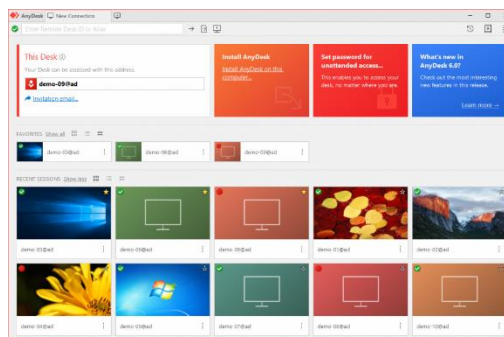 AnyDesk New Connection
Enter Remote Desk ID or Alias
This Desk
Your Desk can be accessed with this address.
demo-09@ad
Invitation email...
Install AnyDesk
Install AnyDesk on this computer...
Set password for unattended access...
This enables you to access your desk, no matter where you are.
What's new in AnyDesk 6.0?
Check out the most interesting new features in this release.
Learn more →
FAVORITES Show all
demo-03@ad
demo-08@ad
demo-09@ad
RECENT SESSIONS Show less
demo-03@ad
demo-08@ad
demo-09@ad
demo-01@ad
demo-02@ad
demo-04@ad
demo-07@ad
demo-10@ad